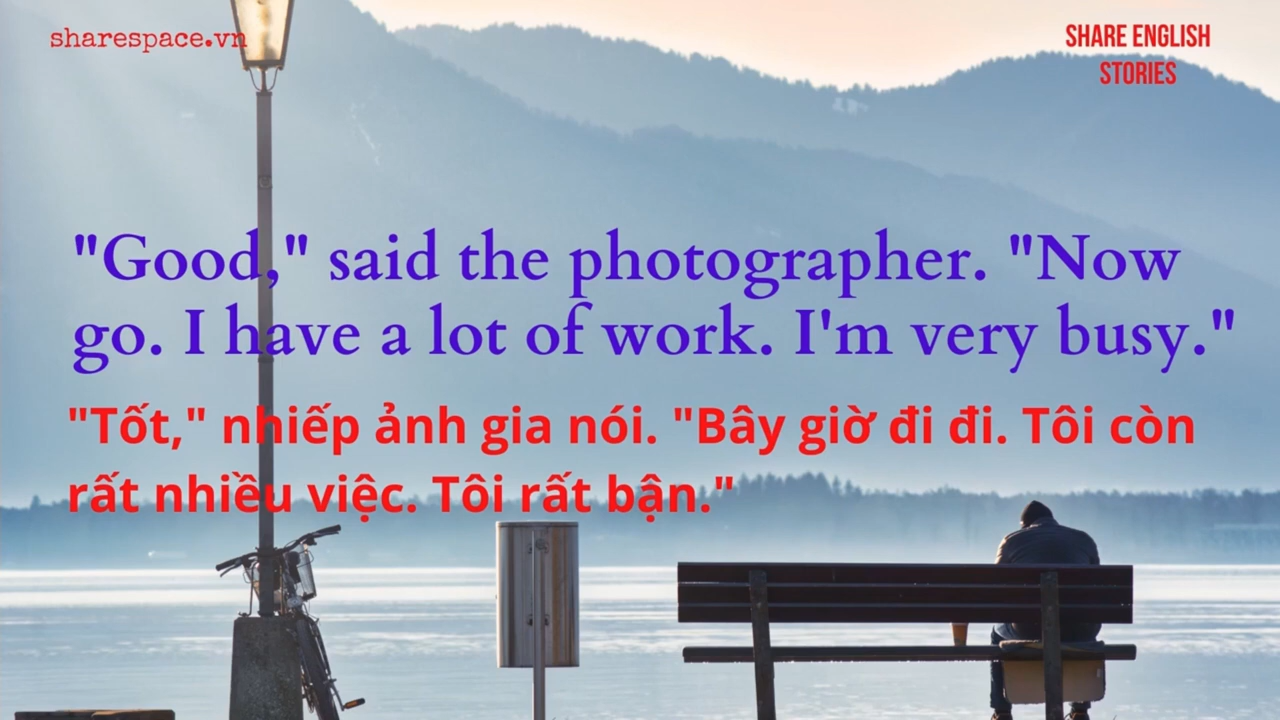 sharespace.vn
SHARE ENGLISH
STORIES
"Good," said the photographer. "Now
go. I have a lot of work. I'm very busy."
"Tốt," nhiếp ảnh gia nói. "Bây giờ đi đi. Tôi còn
rất nhiều việc. Tôi rất bận."